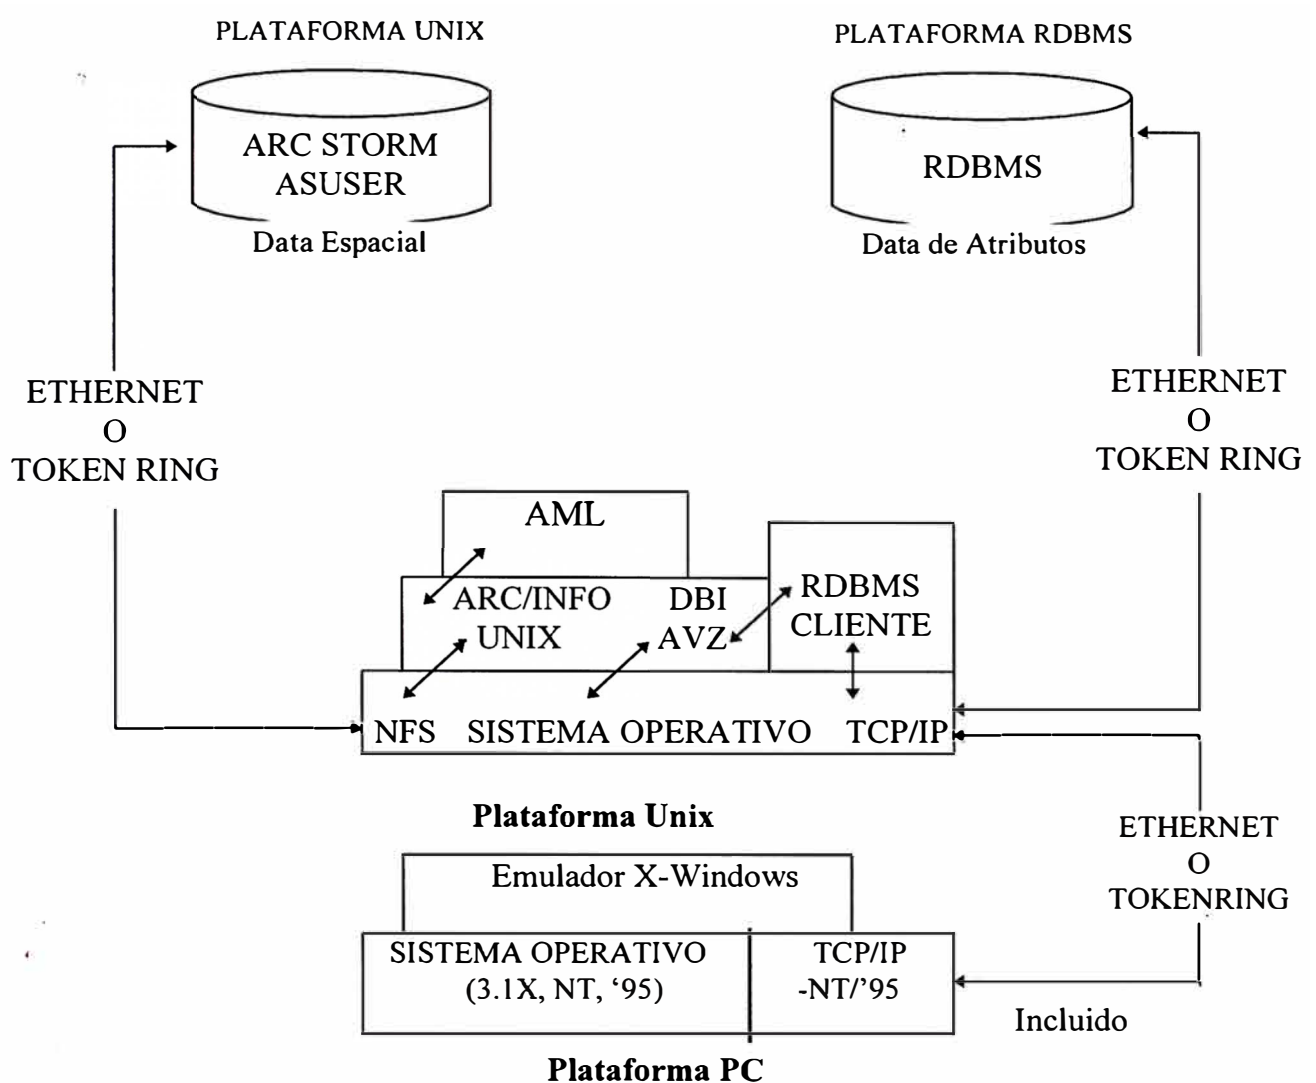 PLATAFORMA UNIX
PLATAFORMA RDBMS
ARC STORM
ASUSER
RDBMS
Data Espacial
Data de Atributos
ETHERNET
O
TOKEN RING
ETHERNET
O
TOKEN RING
AML
ARC/INFO
UNIX
DBI
AVZ
RDBMS
CLIENTE
NFS SISTEMA OPERATIVO TCP/IP
Plataforma Unix
ETHERNET
O
TOKENRING
Emulador X-Windows
SISTEMA OPERATIVO
(3.1X, NT, ‘95)
TCP/IP
-NT/’95
Incluido
Plataforma PC